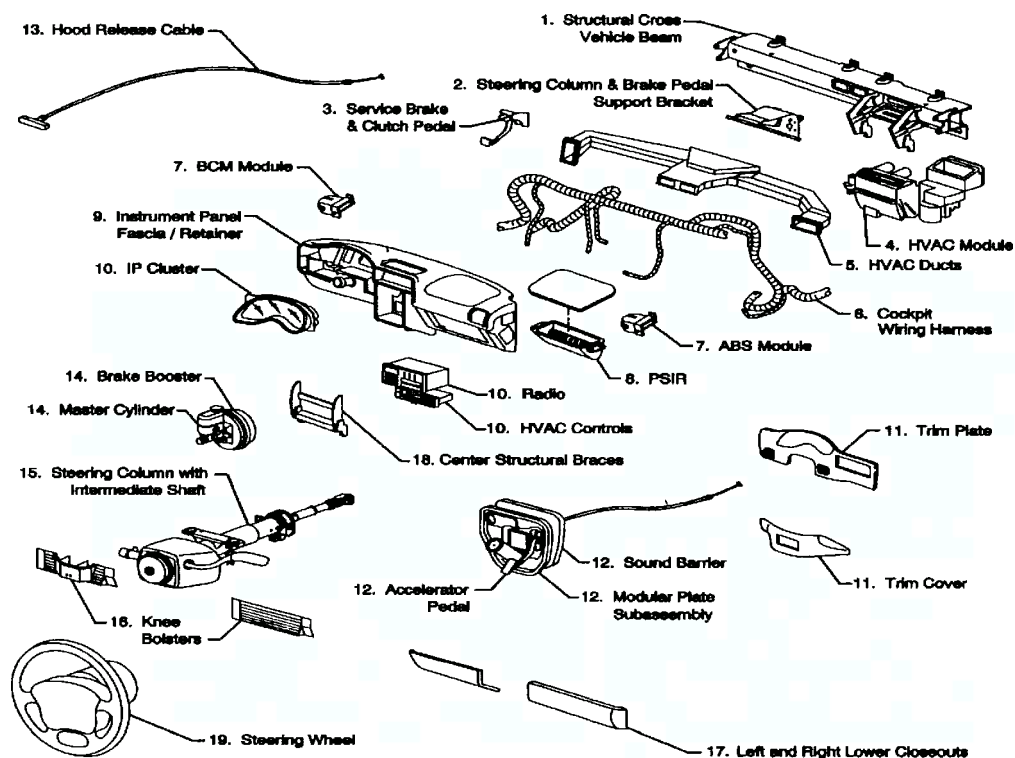 13. Hood Release Cable
1. Structural Cross
Vehicle Beam
2. Steering Column & Brake Pedal
Support Bracket
3. Service Brake
& Clutch Pedal
7. BCM Module
9. Instrument Panel
Fascia / Retainer
10. IP Cluster
4. HVAC Module
5. HVAC Ducts
6. Cockpit
Wiring Harness
7. ABS Module
8. PSIR
14. Brake Booster
14. Master Cylinder
10. Radio
10. HVAC Controls
18. Center Structural Braces
11. Trim Plate
15. Steering Column with
Intermediate Shaft
12. Sound Barrier
12. Accelerator
Pedal
12. Modular Plate
Subassembly
11. Trim Cover
16. Knee
Bolsters
19. Steering Wheel
17. Left and Right Lower Closeouts